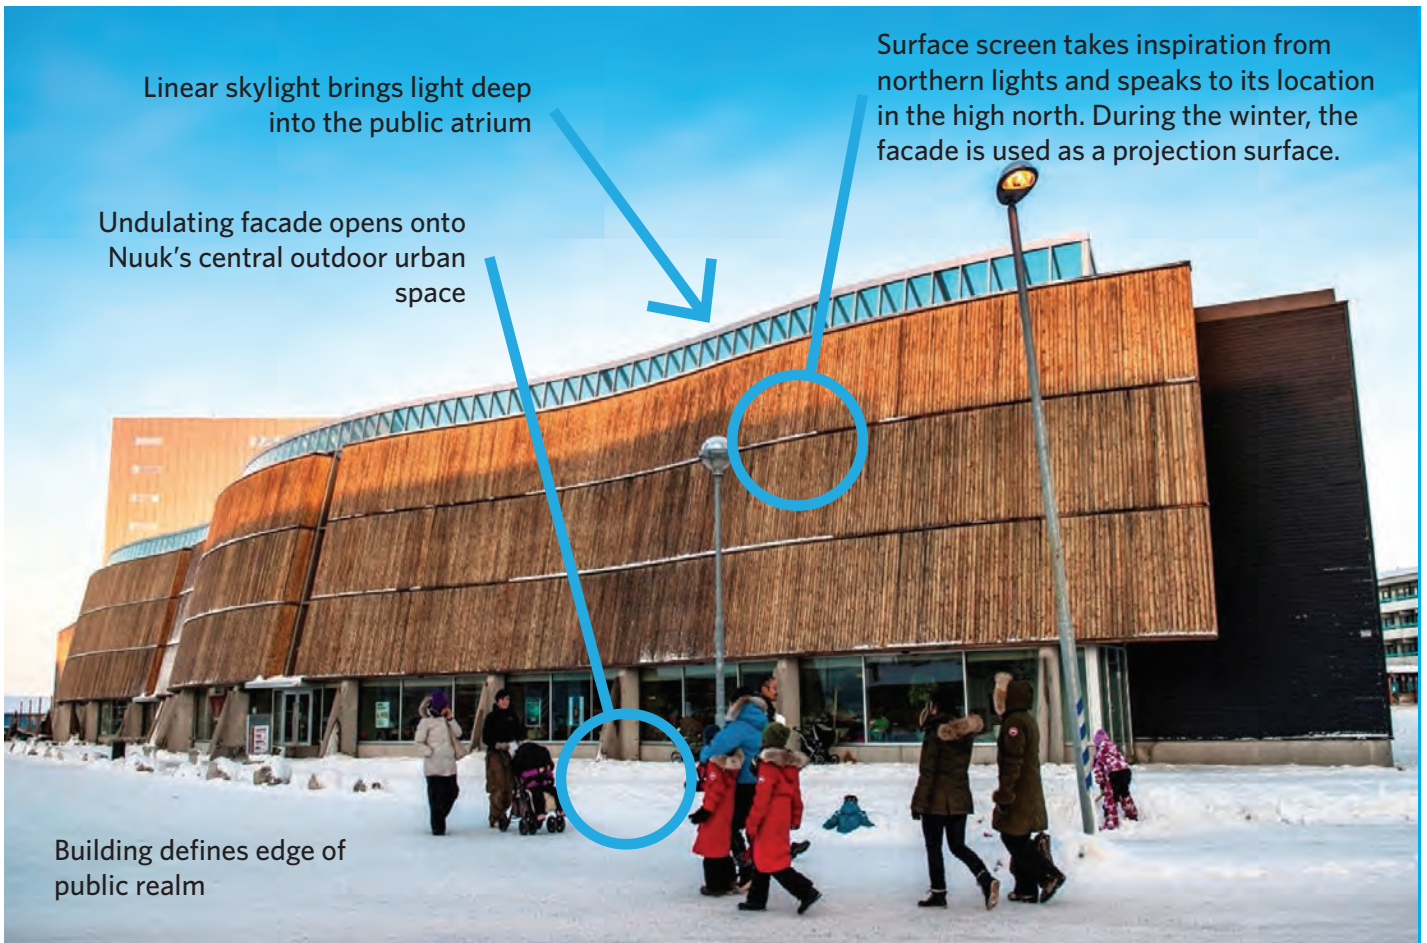 Linear skylight brings light deep
into the public atrium
Surface screen takes inspiration from
northern lights and speaks to its location
in the high north. During the winter, the
facade is used as a projection surface.
Undulating facade opens onto
Nuuk’s central outdoor urban
space
Building defines edge of
public realm